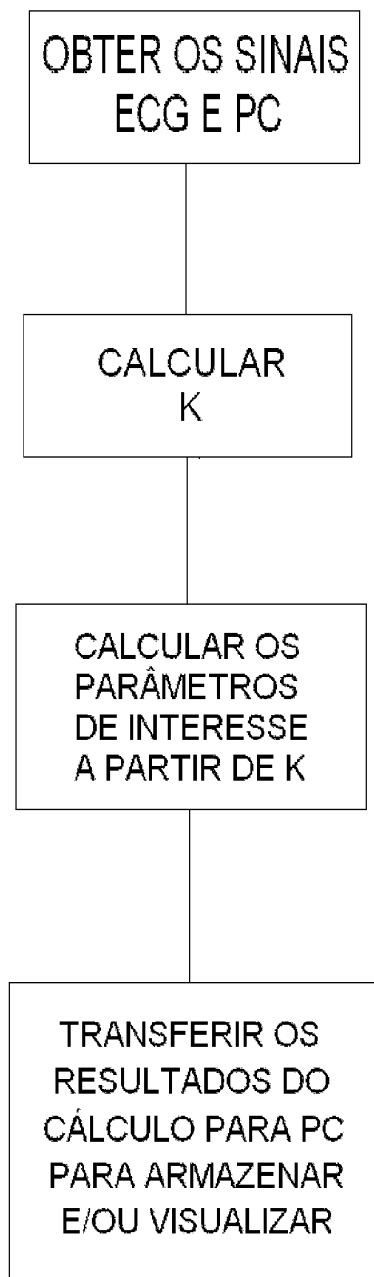 OBTER OS SINAIS
ECG E PC
CALCULAR
K
CALCULAR OS
PARÂMETROS
DE INTERESSE
A PARTIR DE K
TRANSFERIR OS
RESULTADOS DO
CÁLCULO PARA PC
PARA ARMAZENAR
E/OU VISUALIZAR